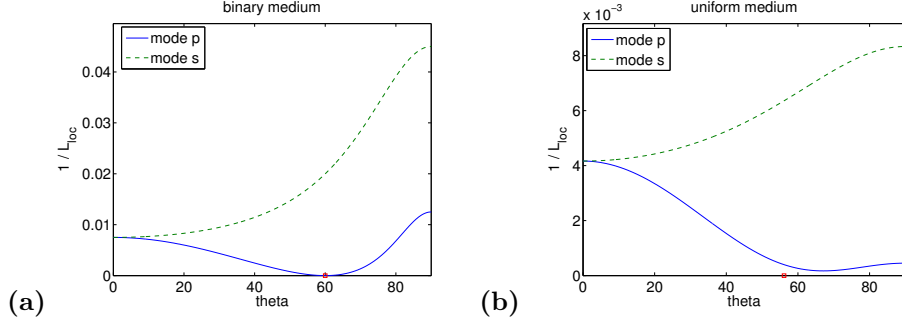 binary medium
mode p
mode s
1 / L_loc
0.04
0.03
0.02
0.01
0
0 20 40 60 80
theta
(a)
uniform medium
x 10^-3
mode p
mode s
1 / L_loc
8
6
4
2
0
0 20 40 60 80
theta
(b)